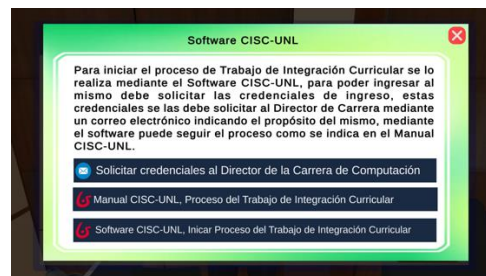 Software CISC-UNL
Para iniciar el proceso de Trabajo de Integración Curricular se lo
realiza mediante el Software CISC-UNL, para poder ingresar al
mismo debe solicitar las credenciales de ingreso, estas
credenciales se las debe solicitar al Director de Carrera mediante
un correo electrónico indicando el propósito del mismo, mediante
el software puede seguir el proceso como se indica en el Manual
CISC-UNL.
Solicitar credenciales al Director de la Carrera de Computación
Manual CISC-UNL, Proceso del Trabajo de Integración Curricular
Software CISC-UNL, Inicar Proceso del Trabajo de Integración Curricular